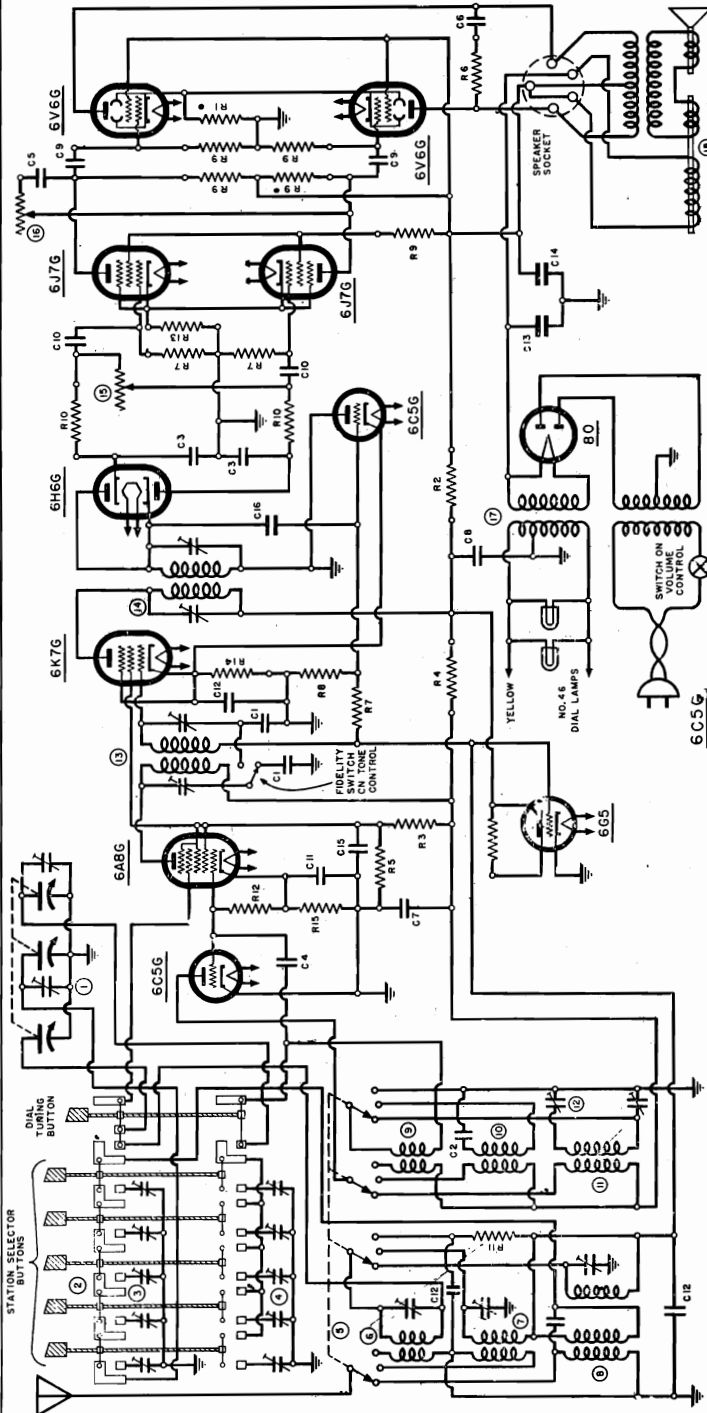 STATION SELECTOR
BUTTONS
DIAL
TUNING
BUTTON
1
2
3
4
5
6
7
8
9
10
11
12
C2
C12
C12
R11
6C5G
6A8G
C4
R12
R15
C11
C15
R5
R3
C7
13
C1
C1
FIDELITY
SWITCH
ON TONE
CONTROL
6K7G
R14
C12
R8
R7
R4
6G5
14
6H6G
C16
C3
C3
R10
R10
15
C10
C10
6C5G
C8
R2
YELLOW
NO. 46
DIAL LAMPS
17
80
SWITCH ON
VOLUME
CONTROL
6C5G
6J7G
6J7G
R13
R7
R7
R9
C13
C14
16
C5
C9
C9
R9
R9
R9
R9
R1
6V6G
6V6G
R6
C6
SPEAKER
SOCKET
18